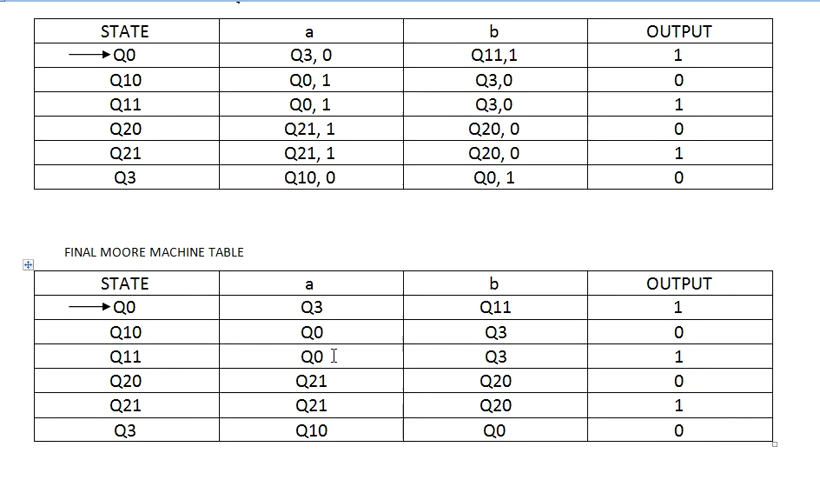 STATE a b OUTPUT
Q0 Q3, 0 Q11,1 1
Q10 Q0, 1 Q3,0 0
Q11 Q0, 1 Q3,0 1
Q20 Q21, 1 Q20, 0 0
Q21 Q21, 1 Q20, 0 1
Q3 Q10, 0 Q0, 1 0
FINAL MOORE MACHINE TABLE
STATE a b OUTPUT
Q0 Q3 Q11 1
Q10 Q0 Q3 0
Q11 Q0 Q3 1
Q20 Q21 Q20 0
Q21 Q21 Q20 1
Q3 Q10 Q0 0